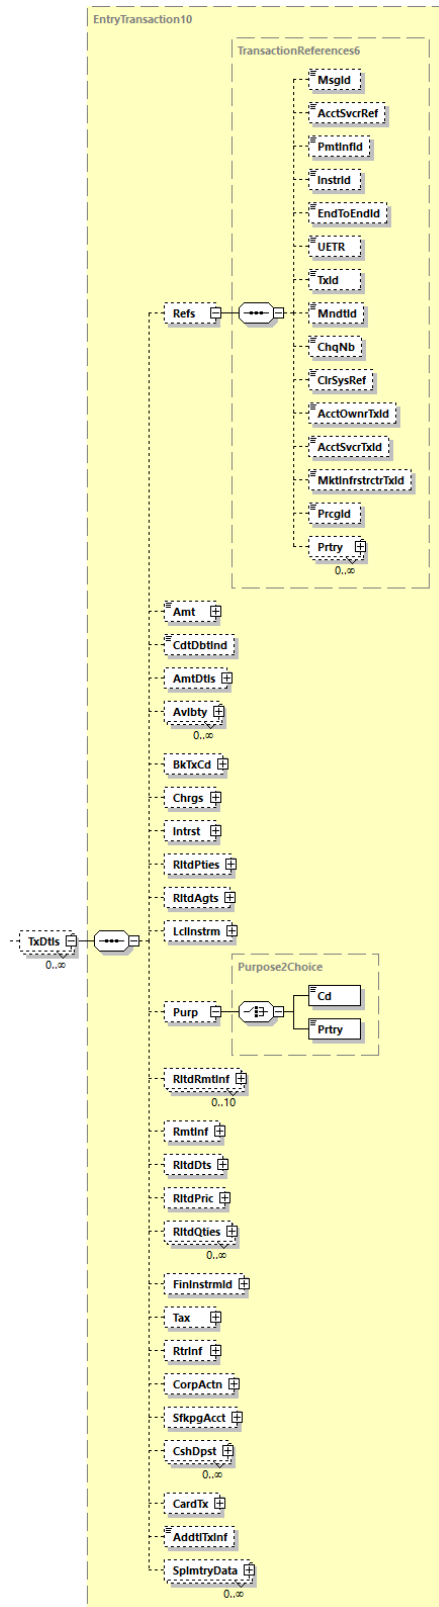 EntryTransaction10
TransactionReferences6
MsgId
AcctSvcrRef
PmtInfId
InstrId
EndToEndId
UETR
TxId
Refs
MndtId
ChqNb
ClrSysRef
AcctOwnrTxId
AcctSvcrTxId
MktInfrstrctrTxId
PrcgId
Prtry
0..∞
Amt
CdtDbtInd
AmtDtls
Avlbty
0..∞
BkTxCd
Chrgs
Intrst
RltdPties
RltdAgts
LclInstrm
TxDtls
0..∞
Purpose2Choice
Cd
Purp
Prtry
RltdRmtInf
0..10
RmtInf
RltdDts
RltdPric
RltdQties
0..∞
FinInstrmId
Tax
RtrInf
CorpActn
SfkpgAcct
CshDpst
0..∞
CardTx
AddtlTxInf
SplmtryData
0..∞